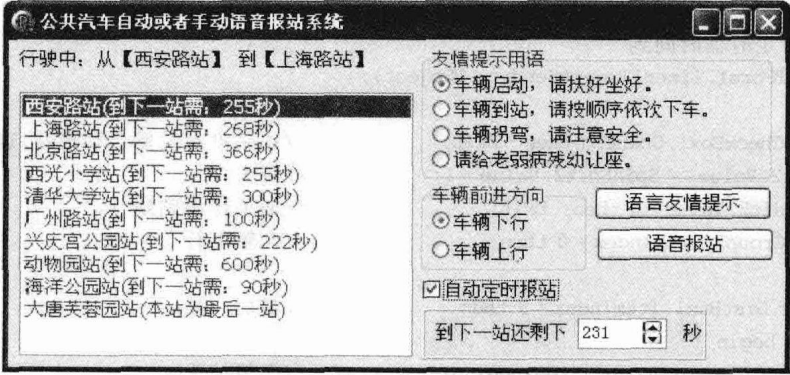 公共汽车自动或者手动语音报站系统
行驶中：从【西安路站】 到【上海路站】
西安路站(到下一站需：255秒)
上海路站(到下一站需：268秒)
北京路站(到下一站需：366秒)
西光小学站(到下一站需：255秒)
清华大学站(到下一站需：300秒)
广州路站(到下一站需：100秒)
兴庆宫公园站(到下一站需：222秒)
动物园站(到下一站需：600秒)
海洋公园站(到下一站需：90秒)
大唐芙蓉园站(本站为最后一站)
友情提示用语
车辆启动，请扶好坐好。
车辆到站，请按顺序依次下车。
车辆拐弯，请注意安全。
请给老弱病残幼让座。
车辆前进方向
车辆下行
车辆上行
语言友情提示
语音报站
自动定时报站
到下一站还剩下 231 秒